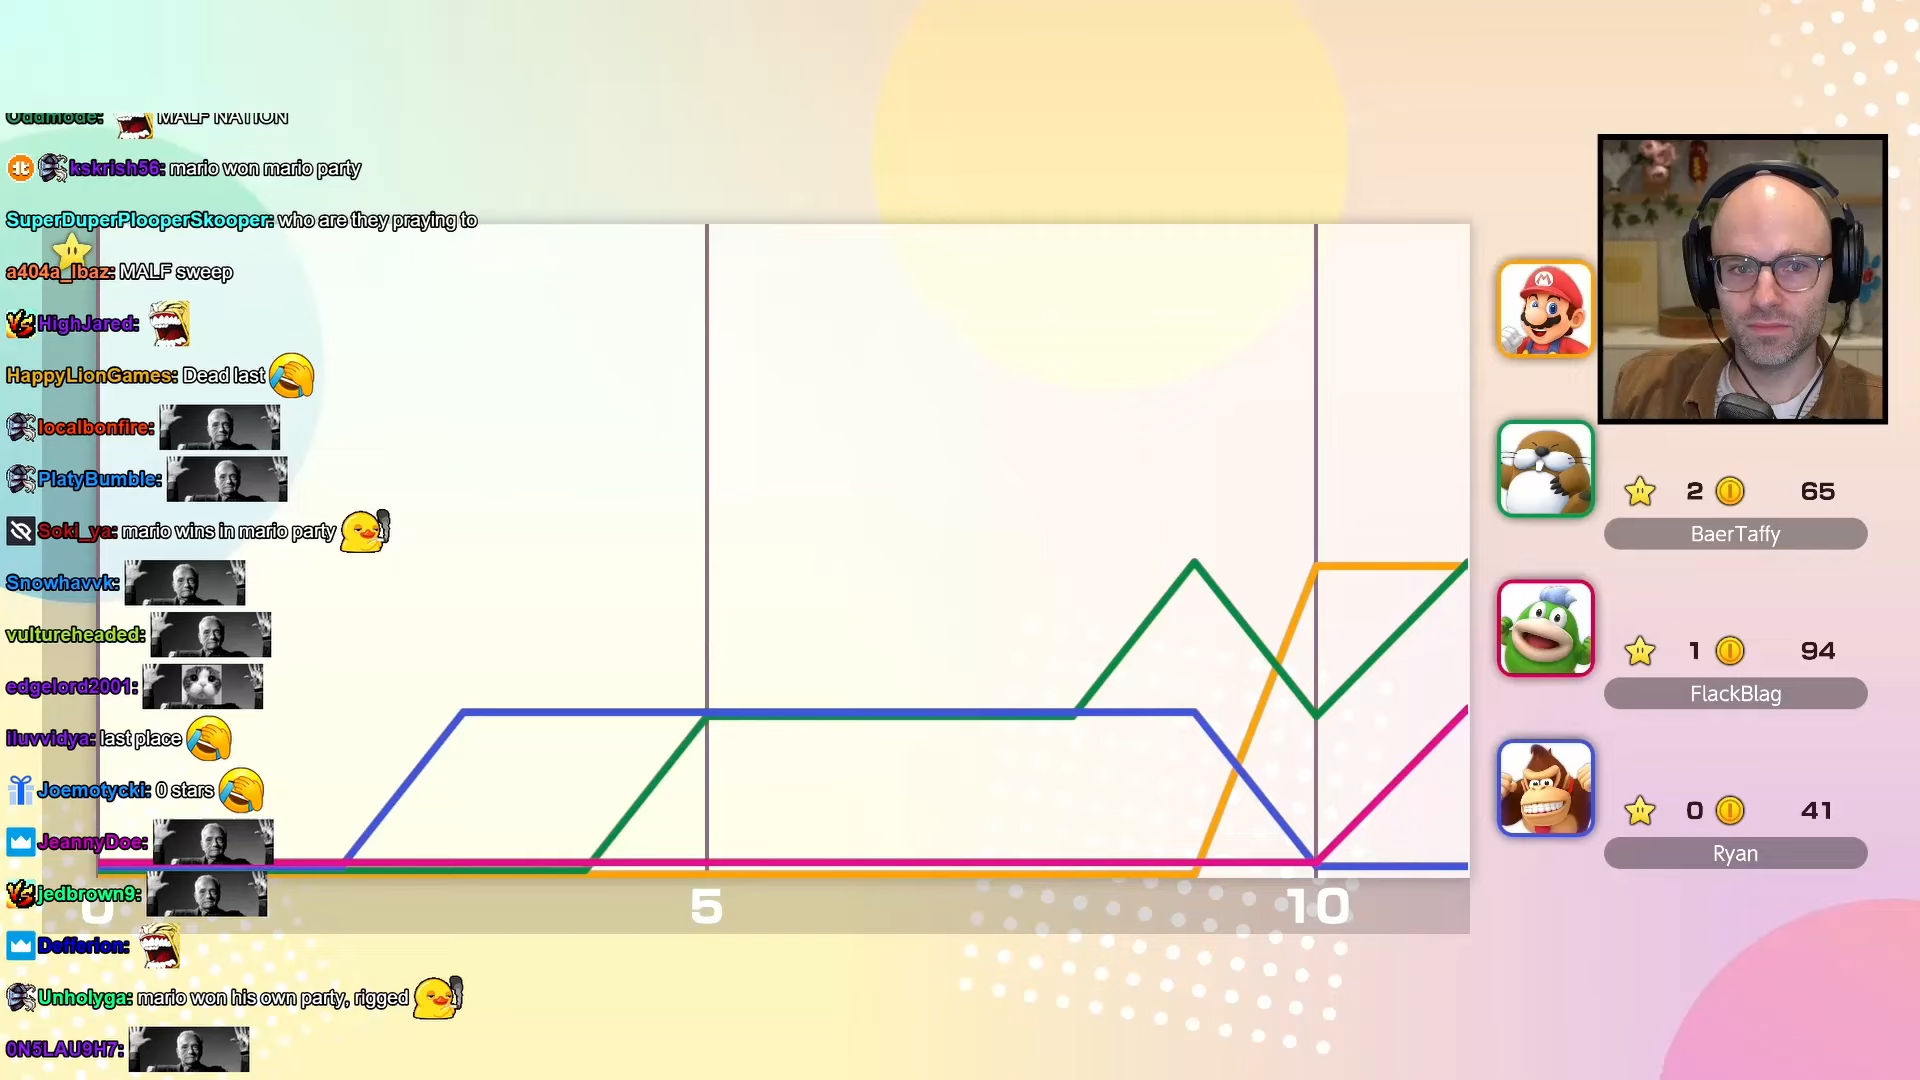 Oddmode: MALF NATION
kskrish56: mario won mario party
SuperDuperPlooperSkooper: who are they praying to
a404a_lbaz: MALF sweep
HighJared:
HappyLionGames: Dead last
localbonfire:
PlatyBumble:
Soki_ya: mario wins in mario party
Snowhavvk:
vultureheaded:
edgelord2001:
iluvvidya: last place
Joemotycki: 0 stars
JeannyDoe:
jedbrown9:
Defferion:
Unholyga: mario won his own party, rigged
0N5LAU9H7:
0 5 10
2 65
BaerTaffy
1 94
FlackBlag
0 41
Ryan